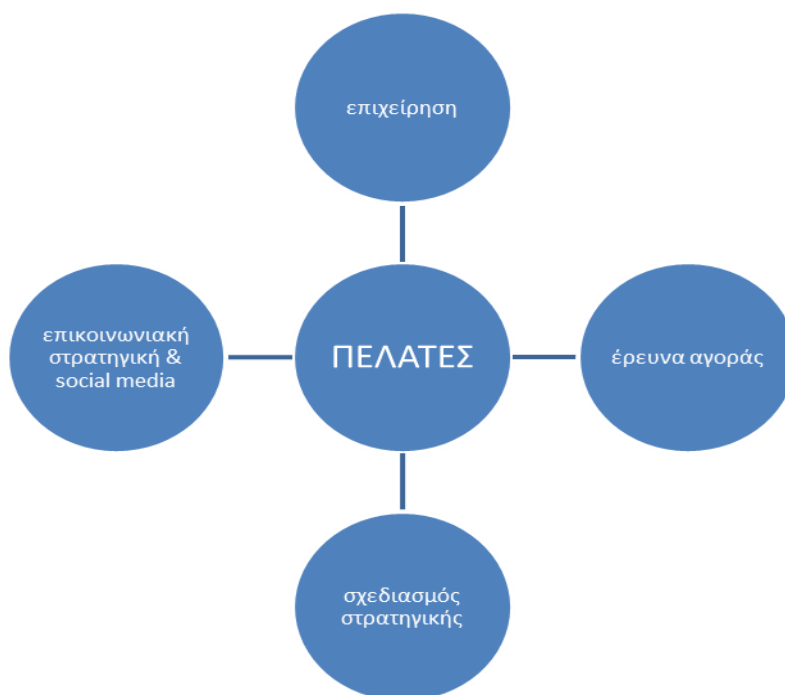 επιχείρηση
επικοινωνιακή
στρατηγική &
social media
ΠΕΛΑΤΕΣ
έρευνα αγοράς
σχεδιασμός
στρατηγικής